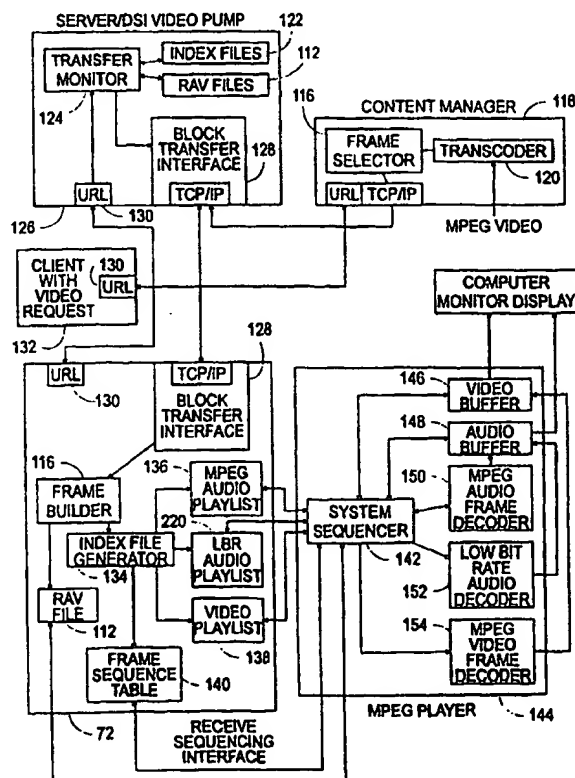 SERVER/DSI VIDEO PUMP
122
INDEX FILES
112
RAV FILES
TRANSFER
MONITOR
124
BLOCK
TRANSFER
INTERFACE
128
URL
TCP/IP
126
130
CONTENT MANAGER
118
116
FRAME
SELECTOR
TRANSCODER
120
URL
TCP/IP
MPEG VIDEO
CLIENT
WITH
VIDEO
REQUEST
130
URL
132
COMPUTER
MONITOR DISPLAY
URL
130
TCP/IP
128
BLOCK
TRANSFER
INTERFACE
116
FRAME
BUILDER
136
MPEG
AUDIO
PLAYLIST
220
INDEX FILE
GENERATOR
134
LBR
AUDIO
PLAYLIST
RAV
FILE
112
VIDEO
PLAYLIST
138
FRAME
SEQUENCE
TABLE
140
72
RECEIVE
SEQUENCING
INTERFACE
146
VIDEO
BUFFER
148
AUDIO
BUFFER
150
MPEG
AUDIO
FRAME
DECODER
SYSTEM
SEQUENCER
142
152
LOW BIT
RATE
AUDIO
DECODER
154
MPEG
VIDEO
FRAME
DECODER
MPEG PLAYER
144